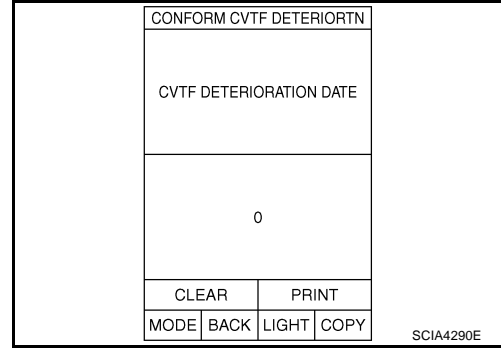 CONFORM CVTF DETERIORTN
CVTF DETERIORATION DATE
0
CLEAR PRINT
MODE BACK LIGHT COPY
SCIA4290E